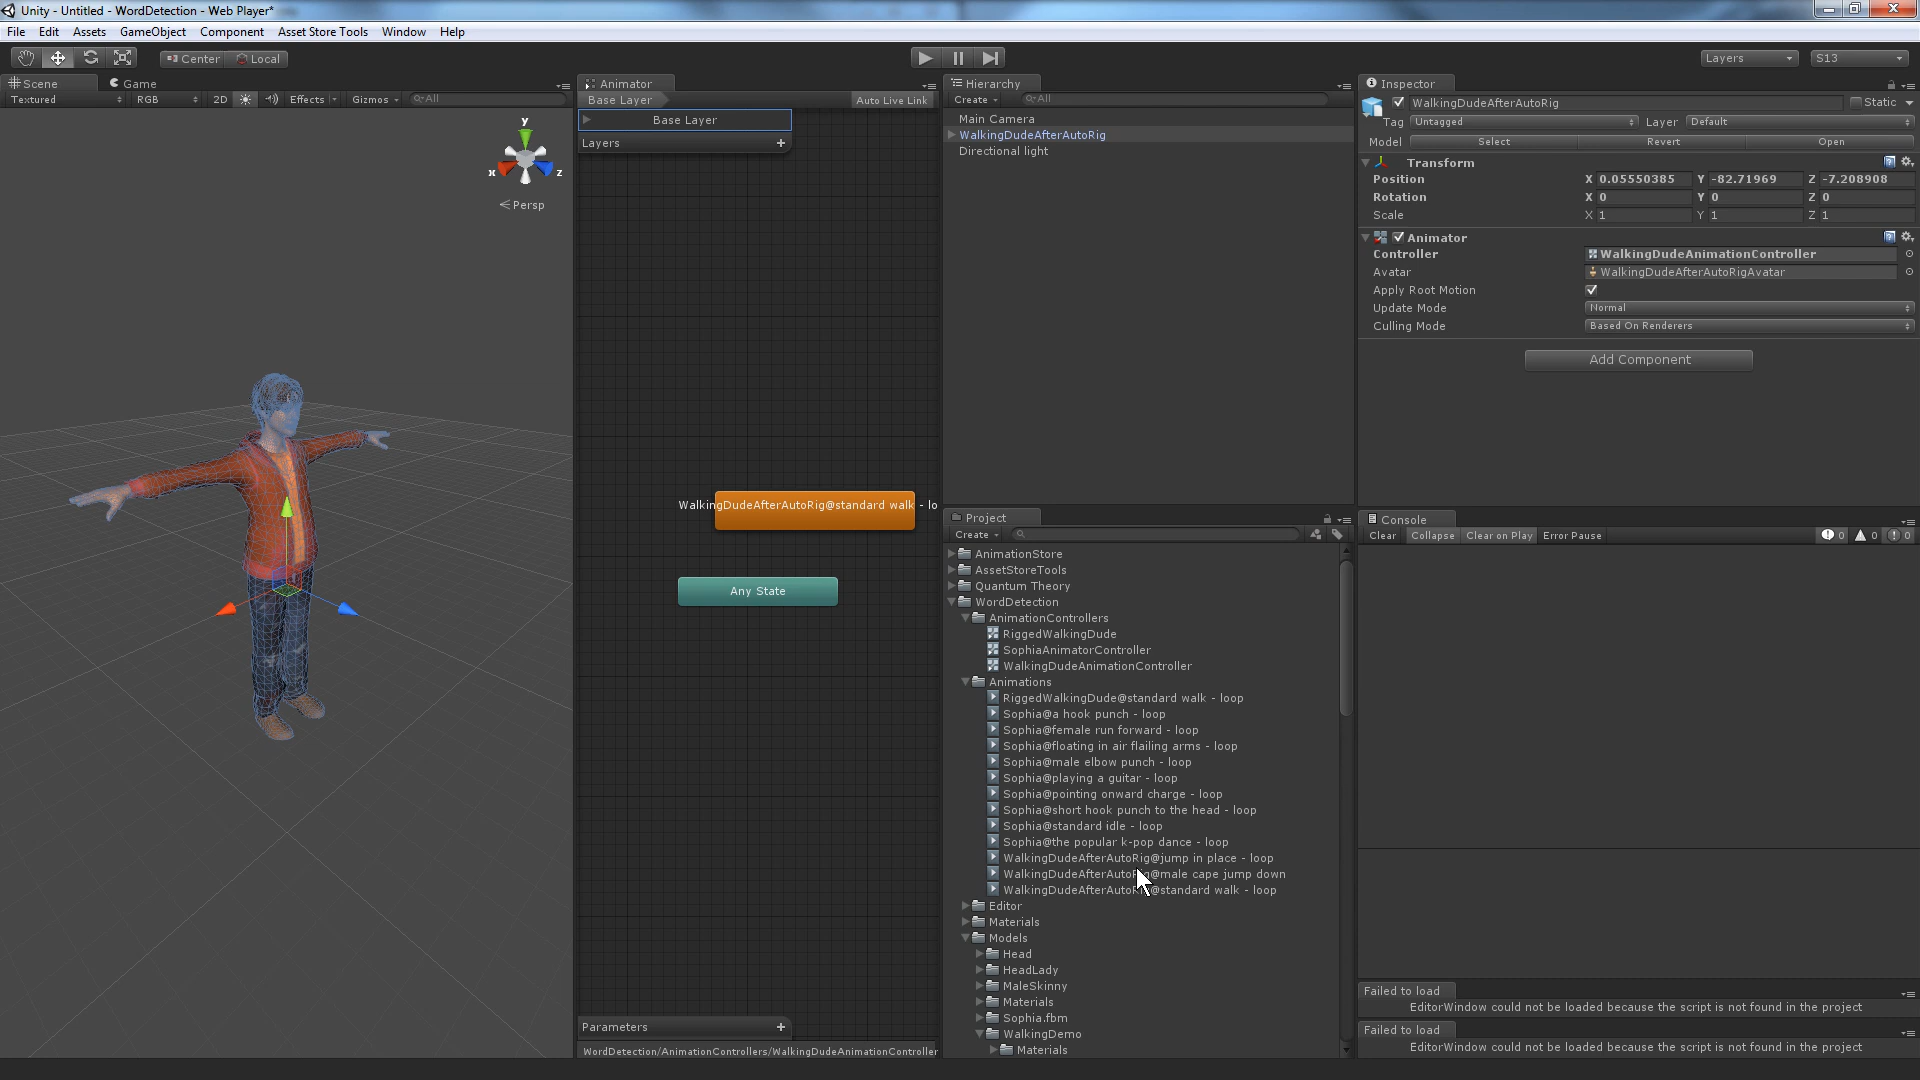 Unity - Untitled - WordDetection - Web Player*
File Edit Assets GameObject Component Asset Store Tools Window Help
Center Local
Layers S13
Scene Game
Textured RGB 2D Effects Gizmos All
y
x z
Persp
Animator
Base Layer Auto Live Link
Base Layer
Layers +
WalkingDudeAfterAutoRig@standard walk - lo
Any State
Parameters +
WordDetection/AnimationControllers/WalkingDudeAnimationController
Hierarchy
Create All
Main Camera
WalkingDudeAfterAutoRig
Directional light
Project
Create
AnimationStore
AssetStoreTools
Quantum Theory
WordDetection
AnimationControllers
RiggedWalkingDude
SophiaAnimatorController
WalkingDudeAnimationController
Animations
RiggedWalkingDude@standard walk - loop
Sophia@a hook punch - loop
Sophia@female run forward - loop
Sophia@floating in air flailing arms - loop
Sophia@male elbow punch - loop
Sophia@playing a guitar - loop
Sophia@pointing onward charge - loop
Sophia@short hook punch to the head - loop
Sophia@standard idle - loop
Sophia@the popular k-pop dance - loop
WalkingDudeAfterAutoRig@jump in place - loop
WalkingDudeAfterAutoRig@male cape jump down
WalkingDudeAfterAutoRig@standard walk - loop
Editor
Materials
Models
Head
HeadLady
MaleSkinny
Materials
Sophia.fbm
WalkingDemo
Materials
Inspector
WalkingDudeAfterAutoRig Static
Tag Untagged Layer Default
Model Select Revert Open
Transform
Position X 0.05550385 Y -82.71969 Z -7.208908
Rotation X 0 Y 0 Z 0
Scale X 1 Y 1 Z 1
Animator
Controller WalkingDudeAnimationController
Avatar WalkingDudeAfterAutoRigAvatar
Apply Root Motion
Update Mode Normal
Culling Mode Based On Renderers
Add Component
Console
Clear Collapse Clear on Play Error Pause 0 0 0
Failed to load
EditorWindow could not be loaded because the script is not found in the project
Failed to load
EditorWindow could not be loaded because the script is not found in the project